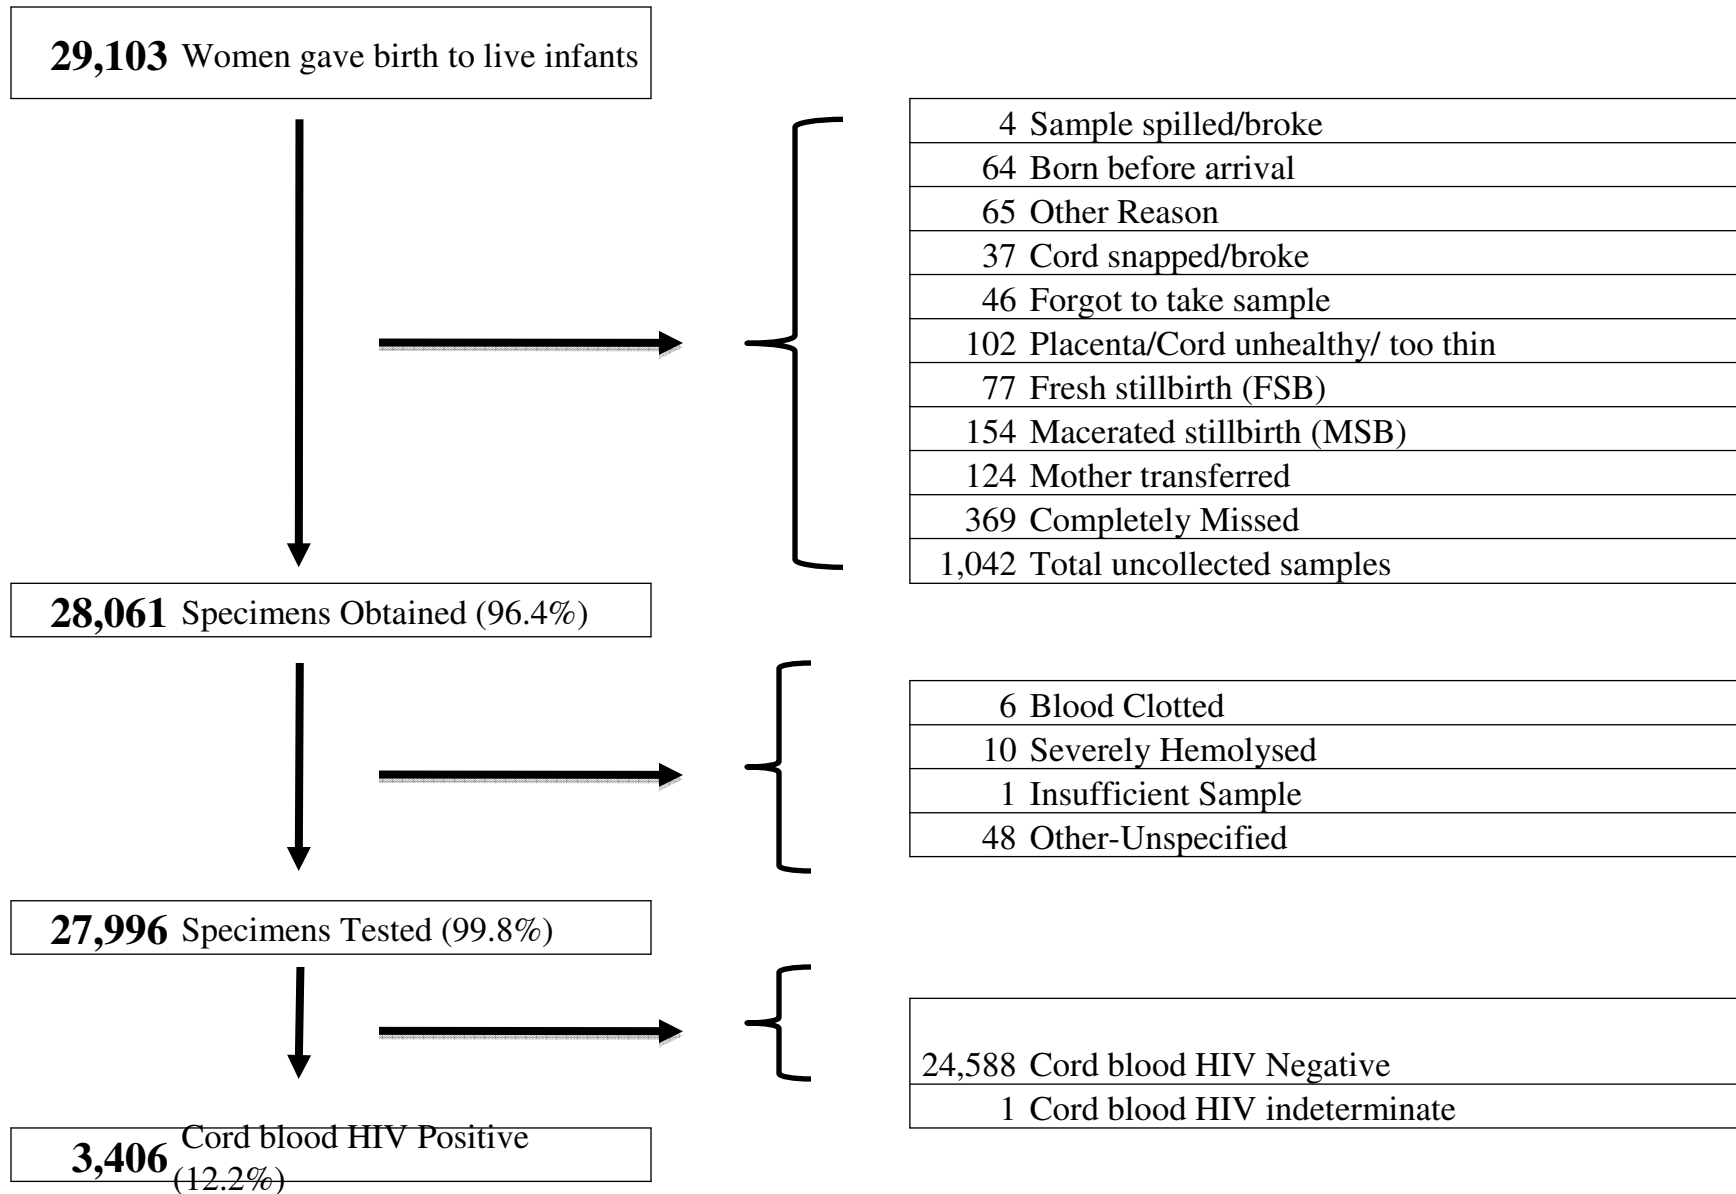 29,103 Women gave birth to live infants
4 Sample spilled/broke
64 Born before arrival
65 Other Reason
37 Cord snapped/broke
46 Forgot to take sample
102 Placenta/Cord unhealthy/ too thin
77 Fresh stillbirth (FSB)
154 Macerated stillbirth (MSB)
124 Mother transferred
369 Completely Missed
1,042 Total uncollected samples
28,061 Specimens Obtained (96.4%)
6 Blood Clotted
10 Severely Hemolysed
1 Insufficient Sample
48 Other-Unspecified
27,996 Specimens Tested (99.8%)
24,588 Cord blood HIV Negative
1 Cord blood HIV indeterminate
3,406 Cord blood HIV Positive
(12.2%)